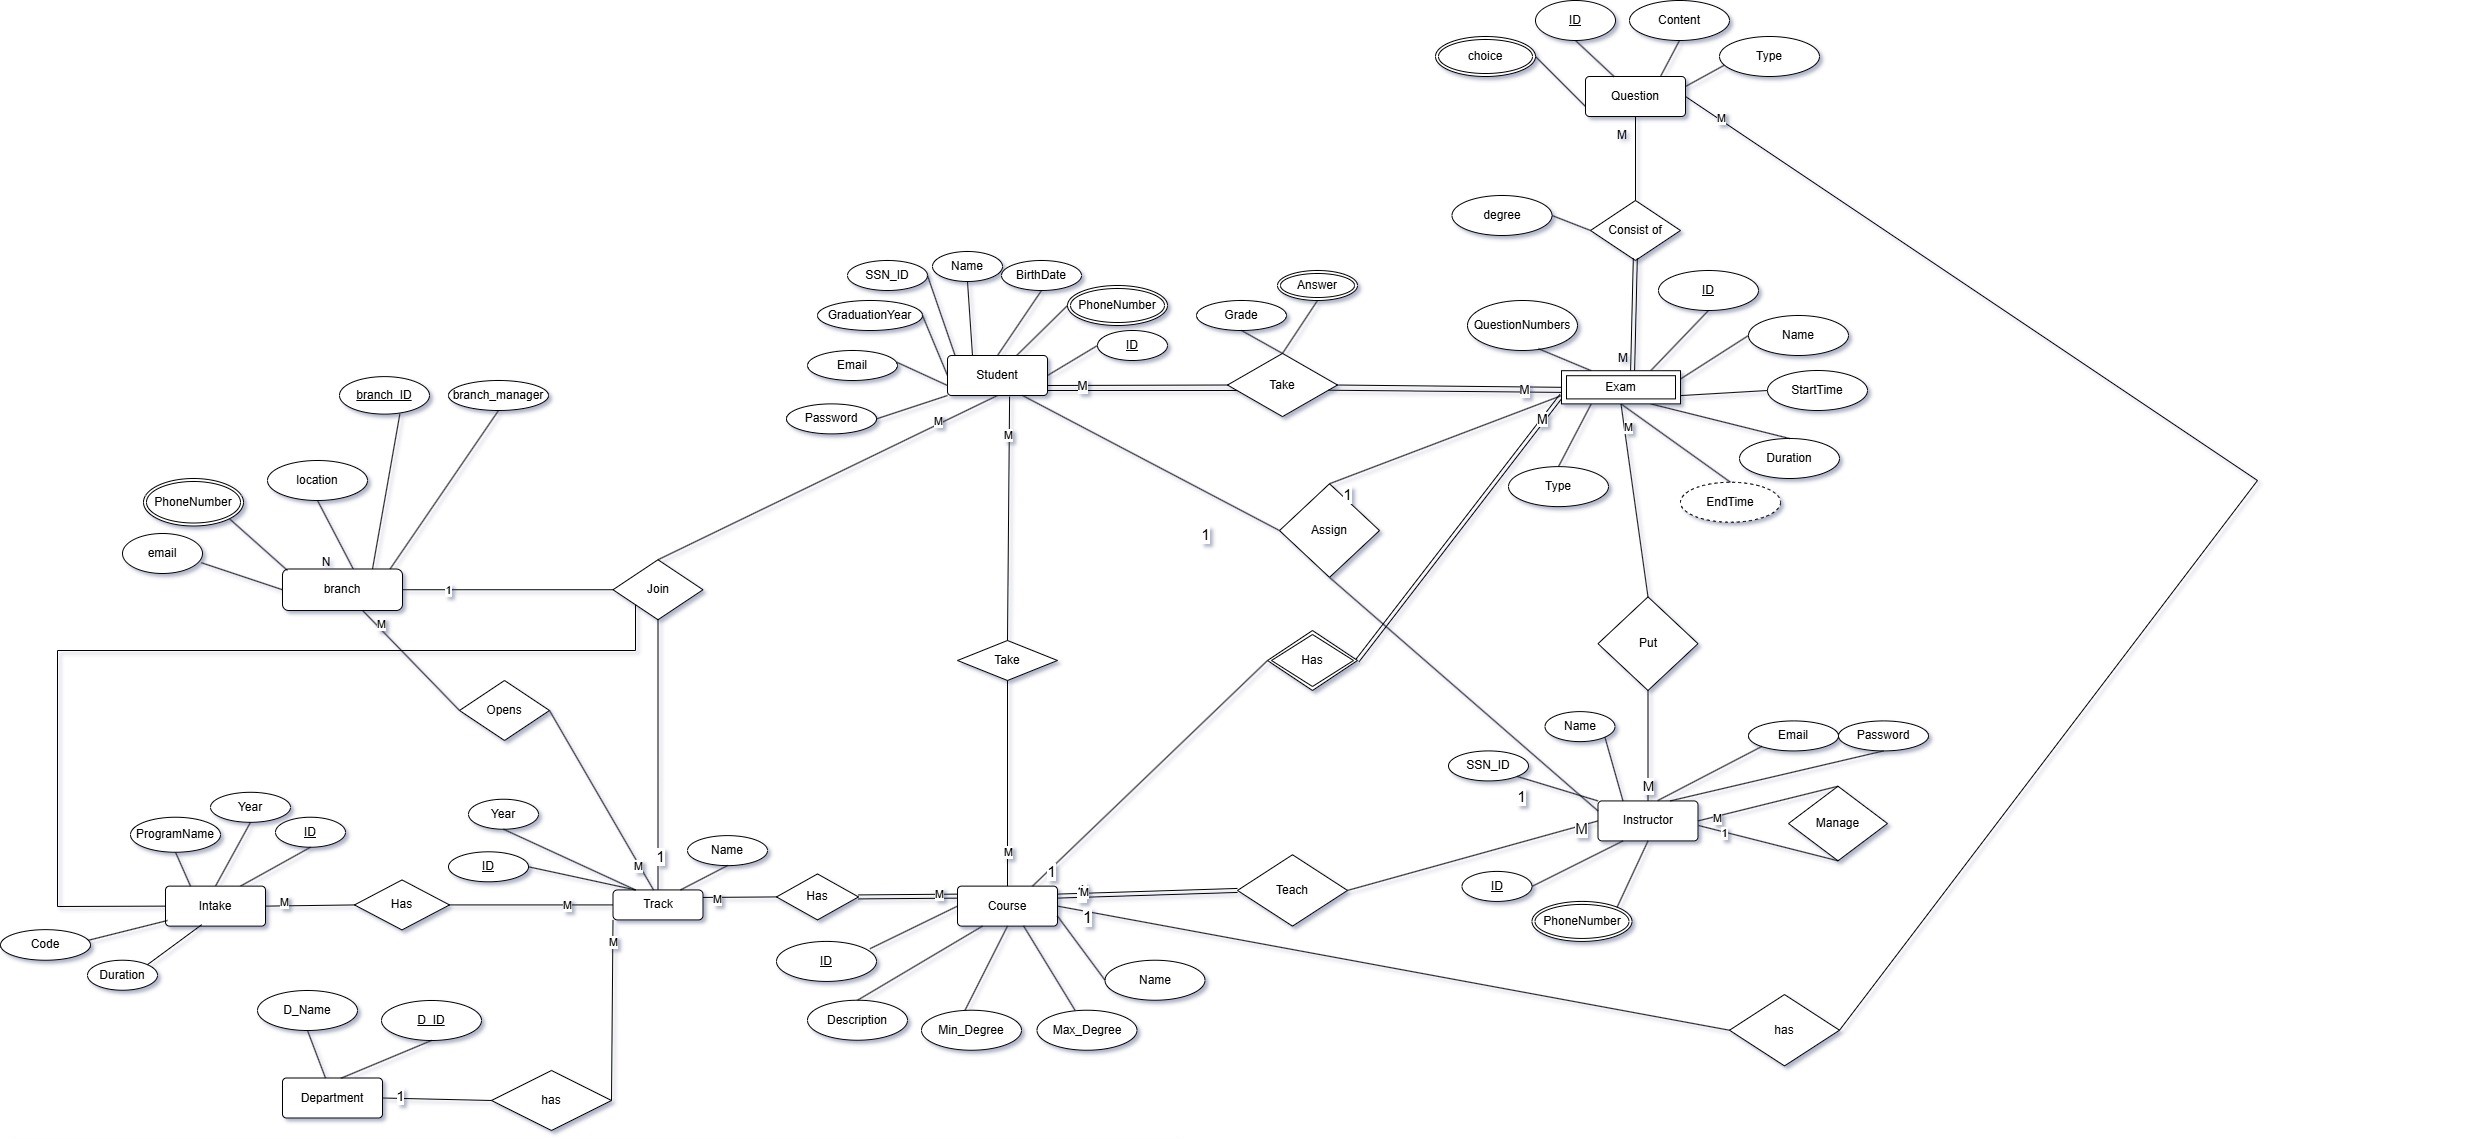 ID
Content
choice
Type
Question
M
M
degree
Consist of
SSN_ID
Name
BirthDate
PhoneNumber
GraduationYear
ID
Email
Student
Password
M
M
M
Answer
Grade
Take
M
QuestionNumbers
ID
Name
M
Exam
StartTime
M
M
Duration
Type
EndTime
branch_ID
branch_manager
location
PhoneNumber
email
N
branch
1
M
Join
1
Assign
1
Take
Has
Put
Opens
Name
Email
Password
SSN_ID
1
M
Instructor
M
M
1
Manage
ID
PhoneNumber
Year
ProgramName
ID
Intake
M
Has
M
Code
Duration
Year
ID
Name
M
1
Track
M
M
Has
M
M
1
Course
M
1
Teach
ID
Name
Description
Min_Degree
Max_Degree
has
D_Name
D_ID
Department
1
has